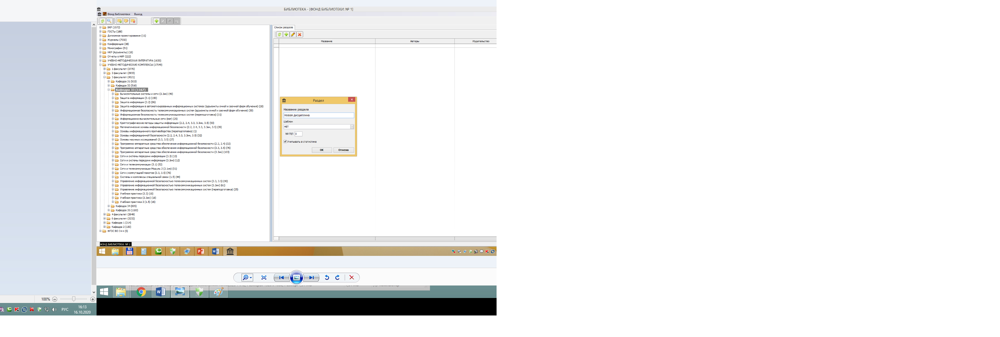 БИБЛИОТЕКА - [ФОНД БИБЛИОТЕКИ: № 1]
Фонд библиотеки Выход
ВКР (1572)
ГОСТы (188)
Дипломное проектирование (11)
Журналы (7550)
Конференции (38)
Монографии (51)
НКР (Адъюнкты) (18)
Отчеты о НИР (222)
УЧЕБНО-МЕТОДИЧЕСКАЯ ЛИТЕРАТУРА (1630)
УЧЕБНО-МЕТОДИЧЕСКИЕ КОМПЛЕКСЫ (17549)
1 факультет (3770)
2 факультет (2933)
3 факультет (4521)
Кафедра 31 (933)
Кафедра 32 (516)
Кафедра 33 (1167)
Вычислительные системы и сети (3.3ин) (49)
Защита информации (3.1) (150)
Защита информации (3.2) (86)
Защита информации в автоматизированных информационных системах (адъюнкты очной и заочной форм обучения) (28)
Информационная безопасность телекоммуникационных систем (адъюнкты очной и заочной форм обучения) (30)
Информационная безопасность телекоммуникационных систем (переподготовка) (11)
Информационно-вычислительные сети (маг) (25)
Криптографические методы защиты информации (2.2, 2.4, 3.3, 3.3ин, 3.5) (53)
Математические основы информационной безопасности (2.2, 2.4, 3.3, 3.3ин, 3.5) (39)
Основы информационного противоборства (переподготовка) (1)
Основы информационной безопасности (2.2, 2.4, 3.3, 3.3ин, 3.5) (32)
Основы научных исследований (3.3, 3.5) (27)
Программно-аппаратные средства обеспечения информационной безопасности (2.2, 2.4) (32)
Программно-аппаратные средства обеспечения информационной безопасности (3.3, 3.5) (76)
Программно-аппаратные средства обеспечения информационной безопасности (3.3ин) (103)
Сети и системы передачи информации (3.3) (13)
Сети и системы передачи информации (3.3ин) (12)
Сети и телекоммуникации (3.1) (52)
Сети и телекоммуникации Модуль 2 (3.1ин) (51)
Сети с коммутацией пакетов (3.3, 3.5) (76)
Системы и комплексы специальной связи (1.5) (44)
Управление информационной безопасностью телекоммуникационных систем (3.3, 3.5) (40)
Управление информационной безопасностью телекоммуникационных систем (3.3ин) (61)
Управление информационной безопасностью телекоммуникационных систем (переподготовка) (25)
Учебная практика (3.3) (18)
Учебная практика (3.3ин) (18)
Учебная практика 2 (1.5) (16)
Кафедра 34 (805)
Кафедра 35 (1100)
4 факультет (2649)
6 факультет (3232)
Кафедра 1 (314)
Кафедра 2 (130)
ФГОС ВО 3++ (5)
Список раздела
Название Авторы Издательство
Раздел
Название раздела
Новая дисциплина
Шаблон
НЕТ
№ П\П 0
Учитывать в статистике
ОК Отмена
ФОНД БИБЛИОТЕКИ: № 1
100%
РУС
16:13
16.10.2020